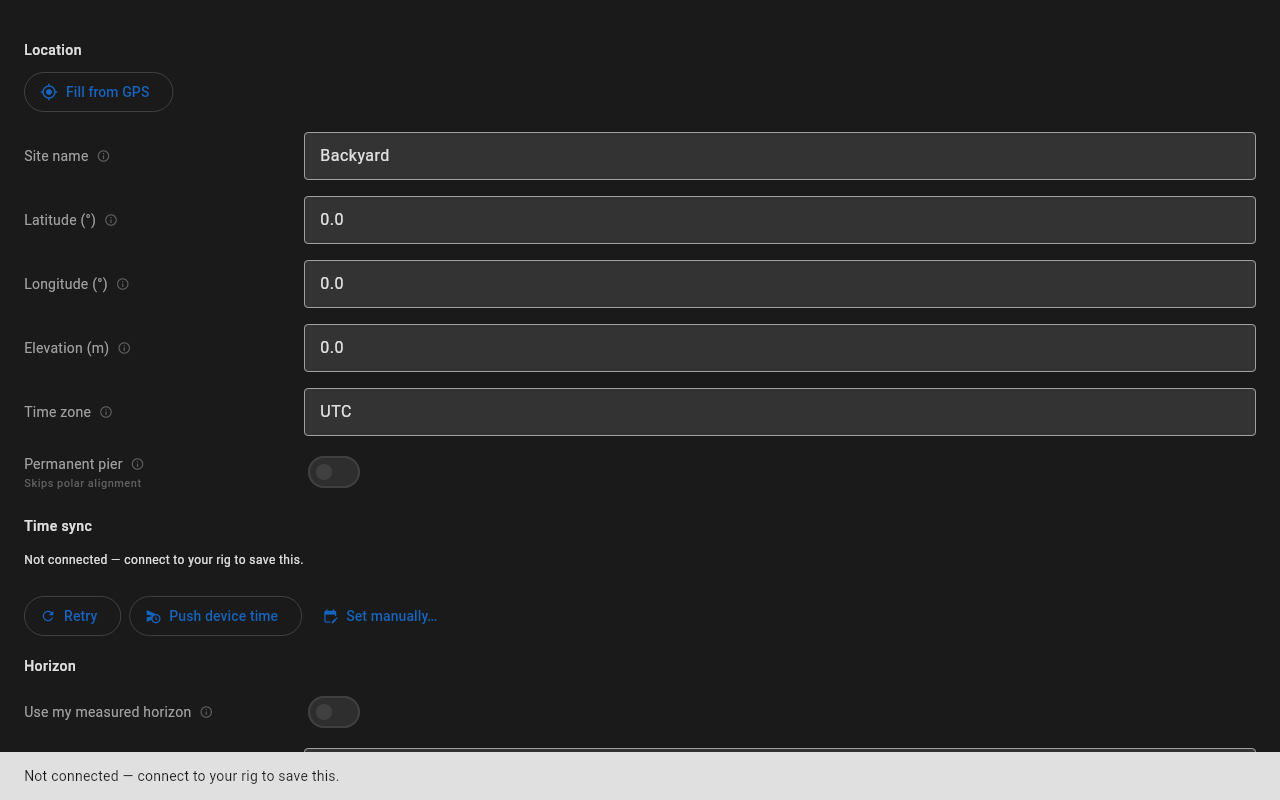 Location
Fill from GPS
Site name
Backyard
Latitude (°)
0.0
Longitude (°)
0.0
Elevation (m)
0.0
Time zone
UTC
Permanent pier
Skips polar alignment
Time sync
Not connected — connect to your rig to save this.
Retry
Push device time
Set manually…
Horizon
Use my measured horizon
Not connected — connect to your rig to save this.